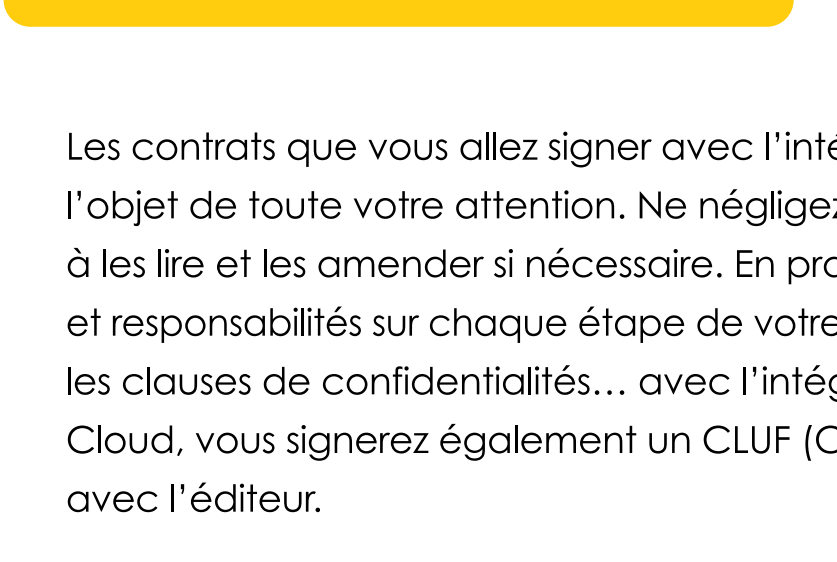 Les contrats que vous allez signer avec l’inté
l’objet de toute votre attention. Ne négligez
à les lire et les amender si nécessaire. En pro
et responsabilités sur chaque étape de votre
les clauses de confidentialités… avec l’intég
Cloud, vous signerez également un CLUF (C
avec l’éditeur.